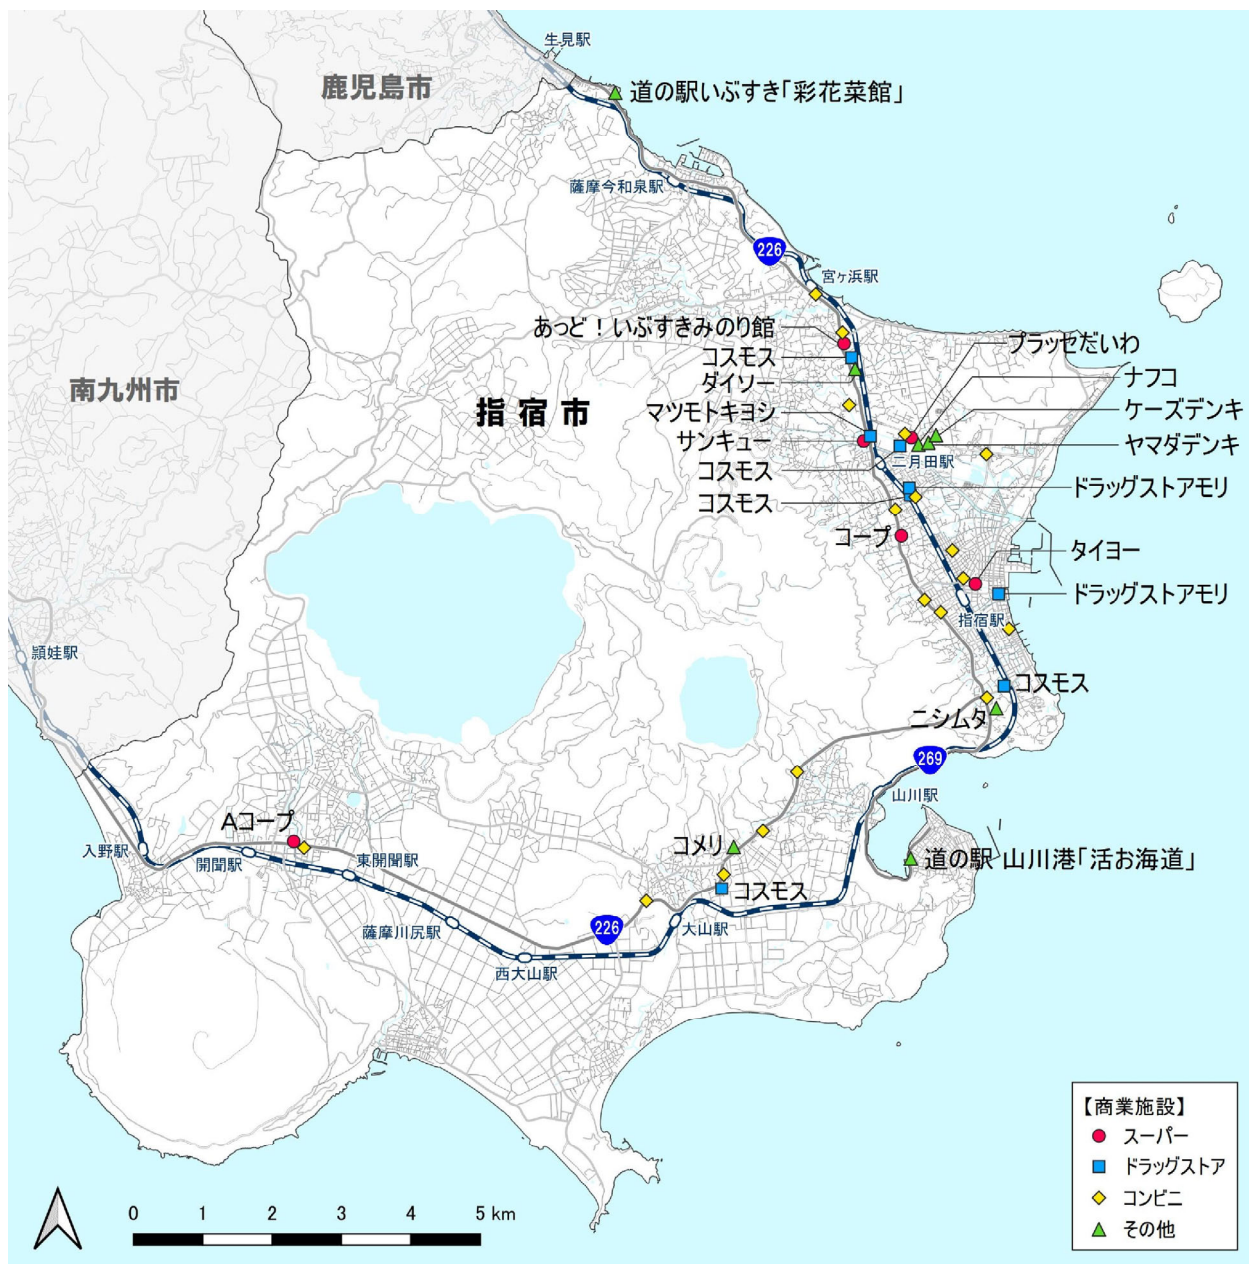 生見駅
鹿児島市
道の駅いぶすき「彩花菜館」
薩摩今和泉駅
226
宮ヶ浜駅
あっど！いぶすきみのり館
プラッセだいわ
コスモス
ナフコ
ダイソー
南九州市
指宿市
マツモトキヨシ
ケーズデンキ
サンキュー
ヤマダデンキ
二月田駅
コスモス
ドラッグストアモリ
コスモス
コープ
タイヨー
ドラッグストアモリ
指宿駅
頴娃駅
コスモス
ニシムタ
269
山川駅
Aコープ
入野駅
開聞駅
東開聞駅
コメリ
道の駅 山川港「活お海道」
コスモス
226
大山駅
薩摩川尻駅
西大山駅
【商業施設】
スーパー
ドラッグストア
コンビニ
その他
0 1 2 3 4 5 km